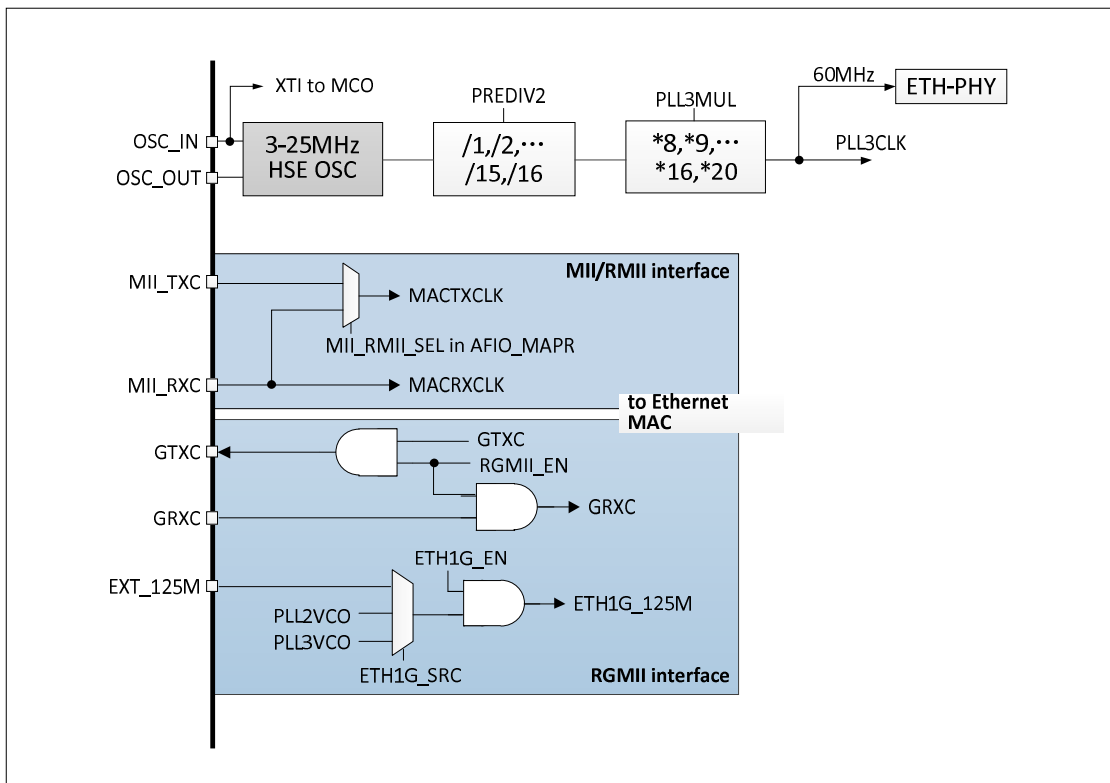 XTI to MCO
PREDIV2
PLL3MUL
60MHz
ETH-PHY
OSC_IN
OSC_OUT
3-25MHz
HSE OSC
/1,/2,⋯
/15,/16
*8,*9,⋯
*16,*20
PLL3CLK
MII/RMII interface
MII_TXC
MACTXCLK
MII_RMII_SEL in AFIO_MAPR
MII_RXC
MACRXCLK
to Ethernet
MAC
GTXC
GTXC
RGMII_EN
GRXC
GRXC
ETH1G_EN
EXT_125M
ETH1G_125M
PLL2VCO
PLL3VCO
ETH1G_SRC
RGMII interface